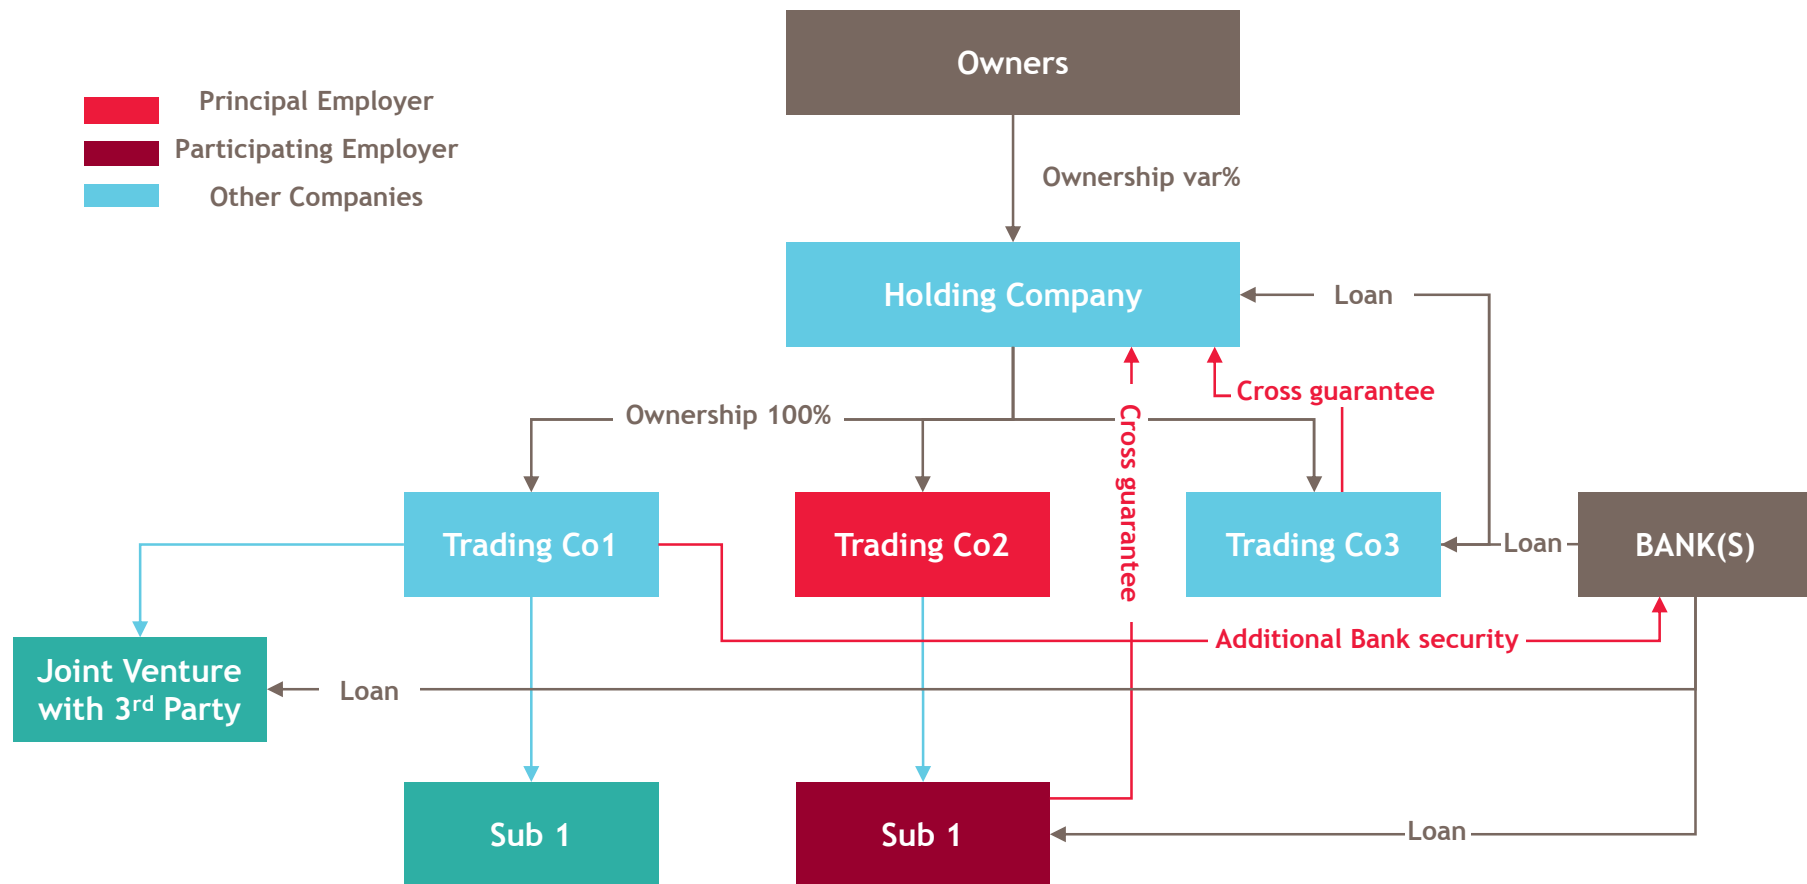 Owners
Principal Employer
Participating Employer
Other Companies
Ownership var%
Holding Company
Loan
Cross guarantee
Ownership 100%
Cross guarantee
Trading Co1
Trading Co2
Trading Co3
Loan
BANK(S)
Additional Bank security
Joint Venture
with 3rd Party
Loan
Sub 1
Sub 1
Loan